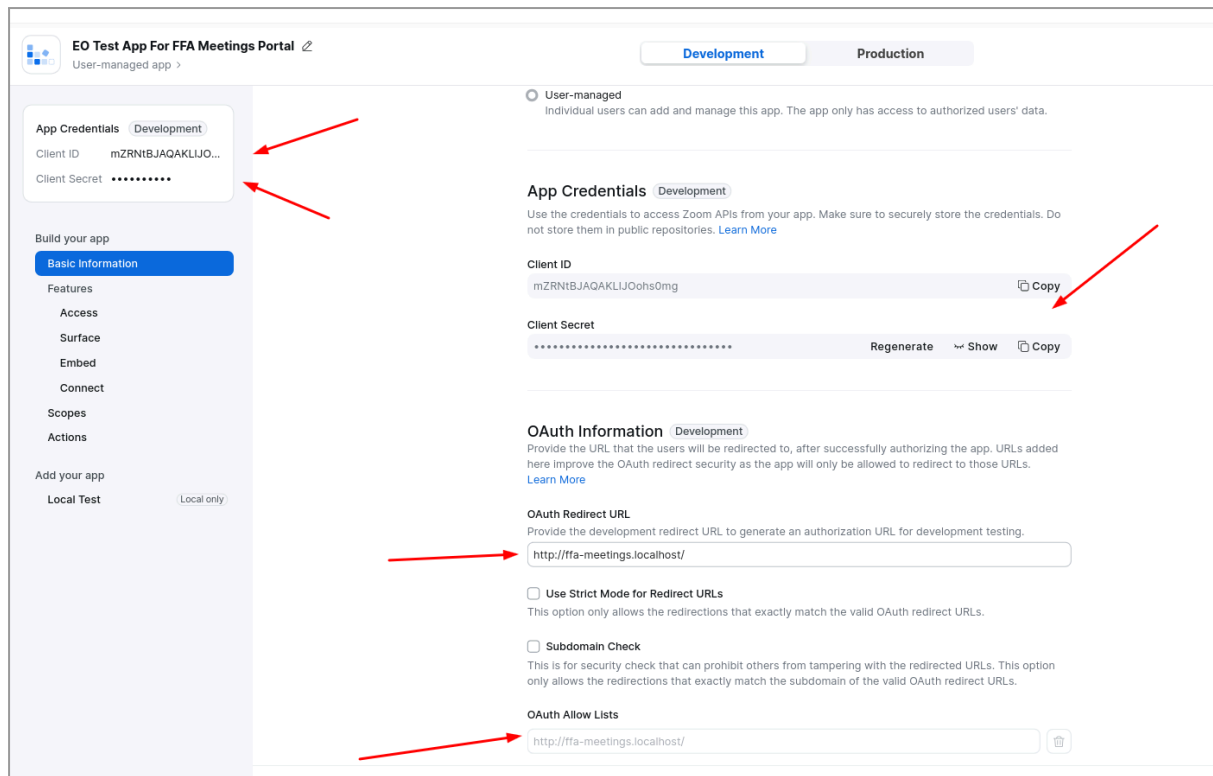 EO Test App For FFA Meetings Portal
User-managed app >
Development
Production
App Credentials Development
Client ID mZRNtBJAQAKLIJO...
Client Secret ••••••••••
Build your app
Basic Information
Features
Access
Surface
Embed
Connect
Scopes
Actions
Add your app
Local Test Local only
User-managed
Individual users can add and manage this app. The app only has access to authorized users' data.
App Credentials Development
Use the credentials to access Zoom APIs from your app. Make sure to securely store the credentials. Do
not store them in public repositories. Learn More
Client ID
mZRNtBJAQAKLIJOohs0mg Copy
Client Secret
•••••••••••••••••••••••••••••••• Regenerate Show Copy
OAuth Information Development
Provide the URL that the users will be redirected to, after successfully authorizing the app. URLs added
here improve the OAuth redirect security as the app will only be allowed to redirect to those URLs.
Learn More
OAuth Redirect URL
Provide the development redirect URL to generate an authorization URL for development testing.
http://ffa-meetings.localhost/
Use Strict Mode for Redirect URLs
This option only allows the redirections that exactly match the valid OAuth redirect URLs.
Subdomain Check
This is for security check that can prohibit others from tampering with the redirected URLs. This option
only allows the redirections that exactly match the subdomain of the valid OAuth redirect URLs.
OAuth Allow Lists
http://ffa-meetings.localhost/